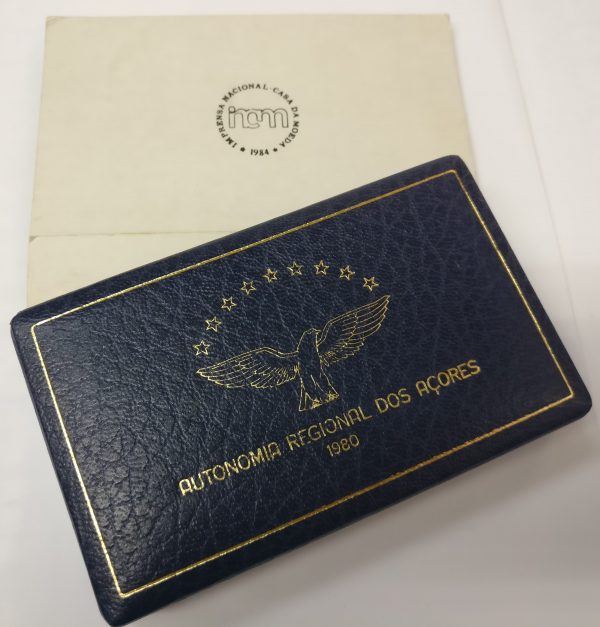 IMPRENSA NACIONAL-CASA DA MOEDA
incm
★ 1984 ★
AUTONOMIA REGIONAL DOS AÇORES
1980